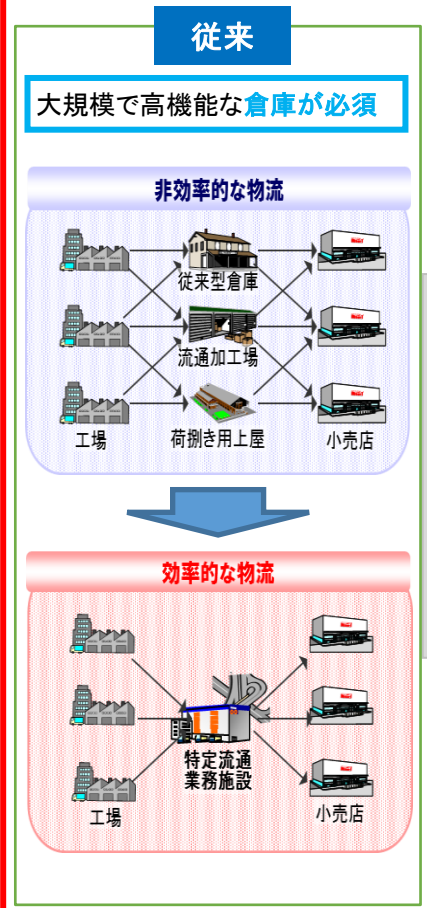 従来
大規模で高機能な倉庫が必須
非効率的な物流
従来型倉庫
流通加工場
工場
荷捌き用上屋
小売店
効率的な物流
特定流通
業務施設
工場
小売店